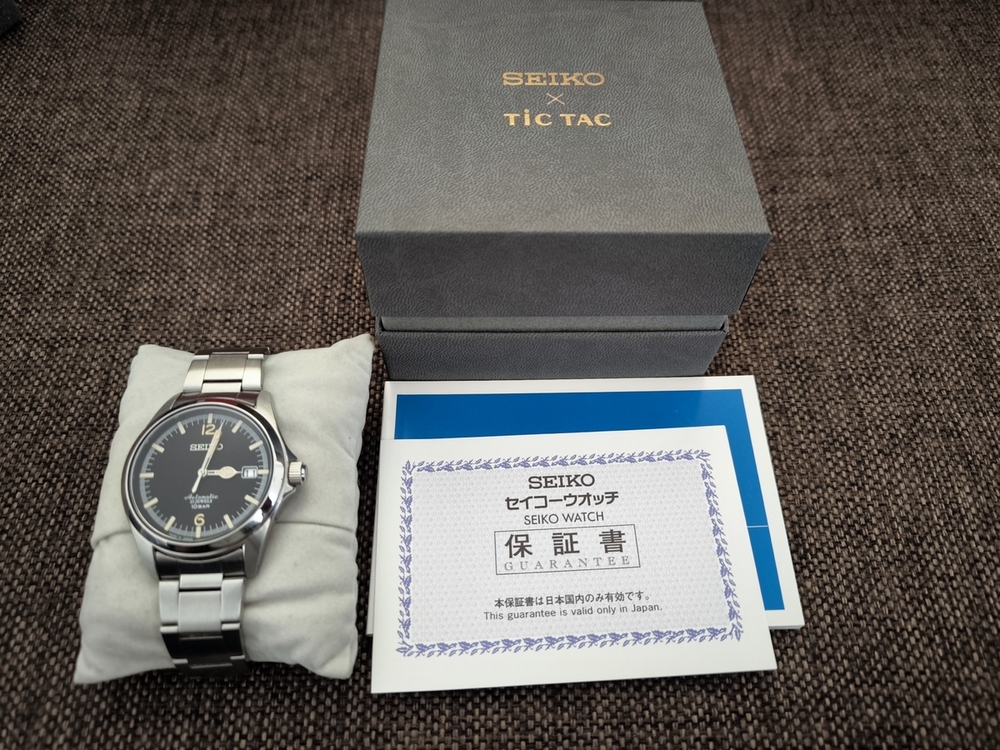 SEIKO
×
TiC TAC
12
SEIKO
Automatic
10BAR
6
SEIKO
セイコーウオッチ
SEIKO WATCH
保証書
GUARANTEE
本保証書は日本国内のみ有効です。
This guarantee is valid only in Japan.